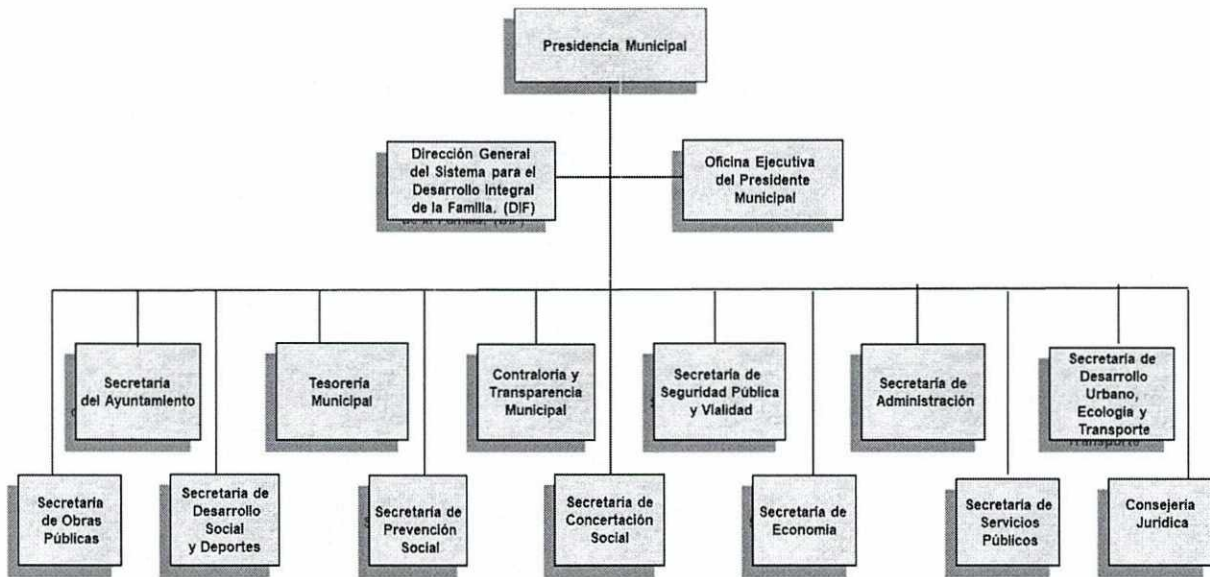 Presidencia Municipal
Dirección General
del Sistema para el
Desarrollo Integral
de la Familia. (DIF)
Oficina Ejecutiva
del Presidente
Municipal
Secretaría
del Ayuntamiento
Tesorería
Municipal
Contraloría y
Transparencia
Municipal
Secretaría de
Seguridad Pública
y Vialidad
Secretaría de
Administración
Secretaría de
Desarrollo
Urbano,
Ecología y
Transporte
Secretaría
de Obras
Públicas
Secretaría de
Desarrollo
Social
y Deportes
Secretaría de
Prevención
Social
Secretaría de
Concertación
Social
Secretaría de
Economía
Secretaría de
Servicios
Públicos
Consejería
Jurídica